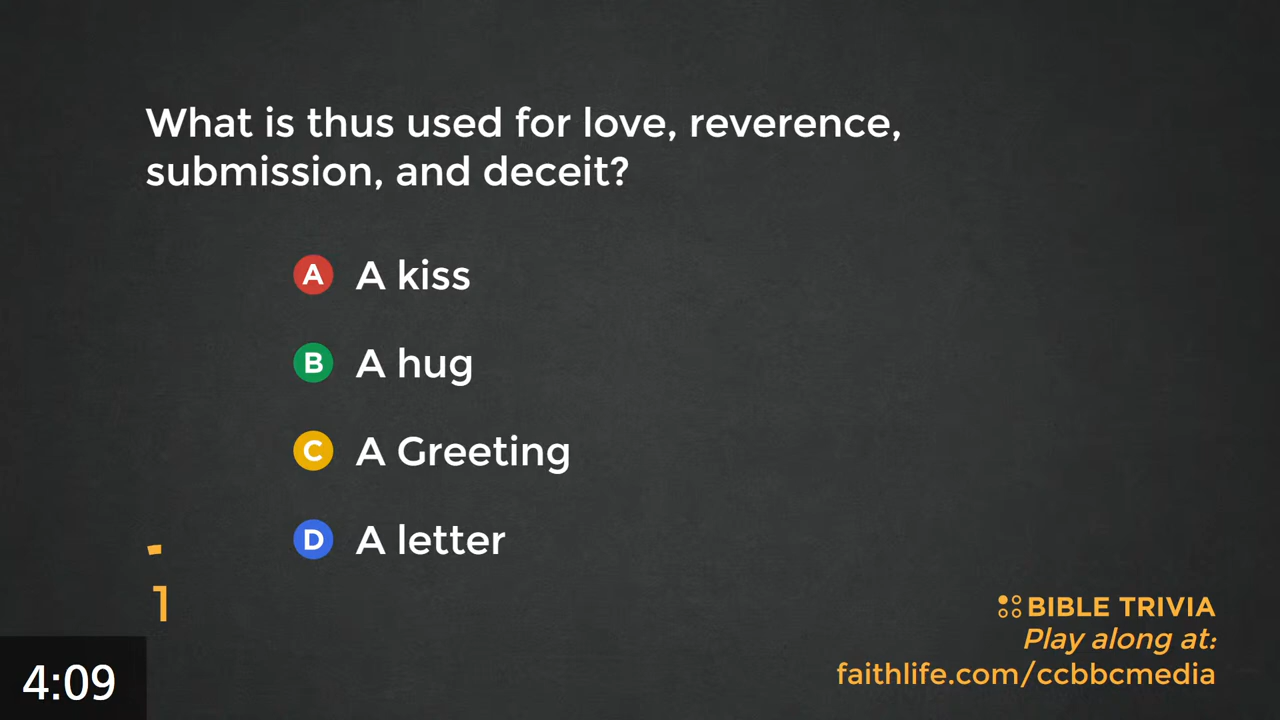 What is thus used for love, reverence,
submission, and deceit?
A A kiss
B A hug
C A Greeting
D A letter
1
BIBLE TRIVIA
Play along at:
faithlife.com/ccbbcmedia
4:09